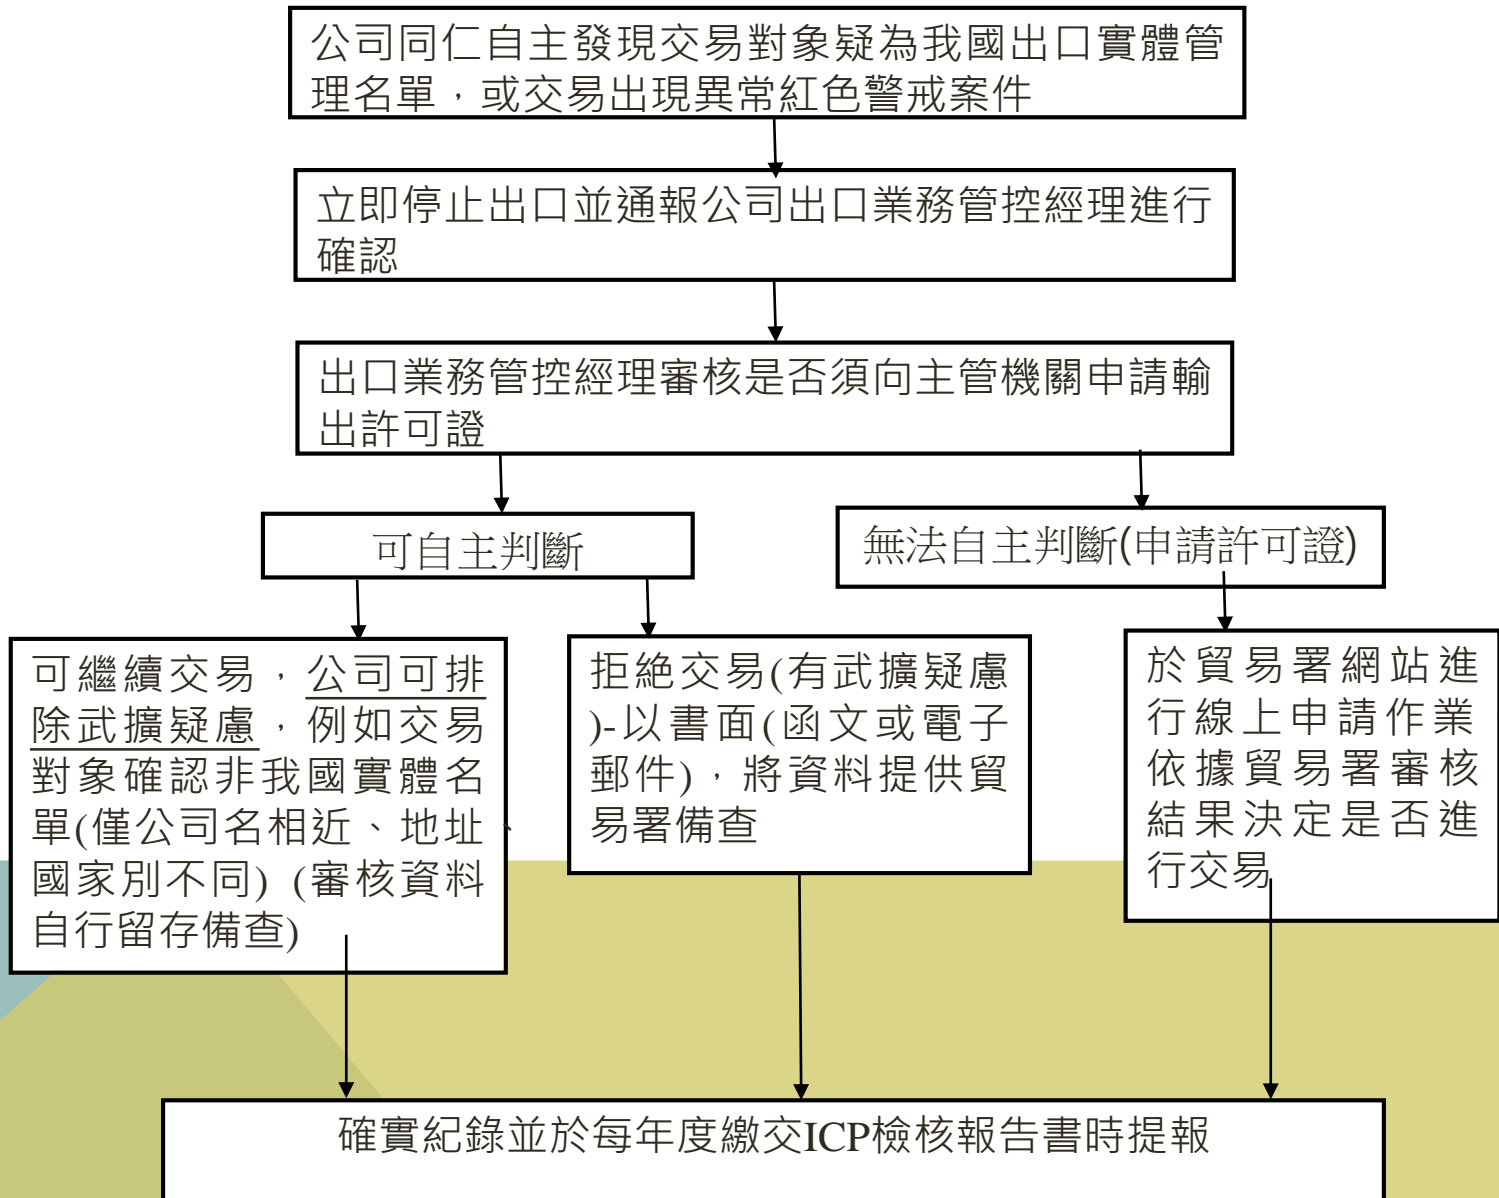 公司同仁自主發現交易對象疑為我國出口實體管
理名單，或交易出現異常紅色警戒案件
立即停止出口並通報公司出口業務管控經理進行
確認
出口業務管控經理審核是否須向主管機關申請輸
出許可證
可自主判斷
無法自主判斷(申請許可證)
可繼續交易，公司可排
除武擴疑慮，例如交易
對象確認非我國實體名
單(僅公司名相近、地址、
國家別不同) (審核資料
自行留存備查)
拒絕交易(有武擴疑慮
)-以書面(函文或電子
郵件)，將資料提供貿
易署備查
於貿易署網站進
行線上申請作業
依據貿易署審核
結果決定是否進
行交易
確實紀錄並於每年度繳交ICP檢核報告書時提報